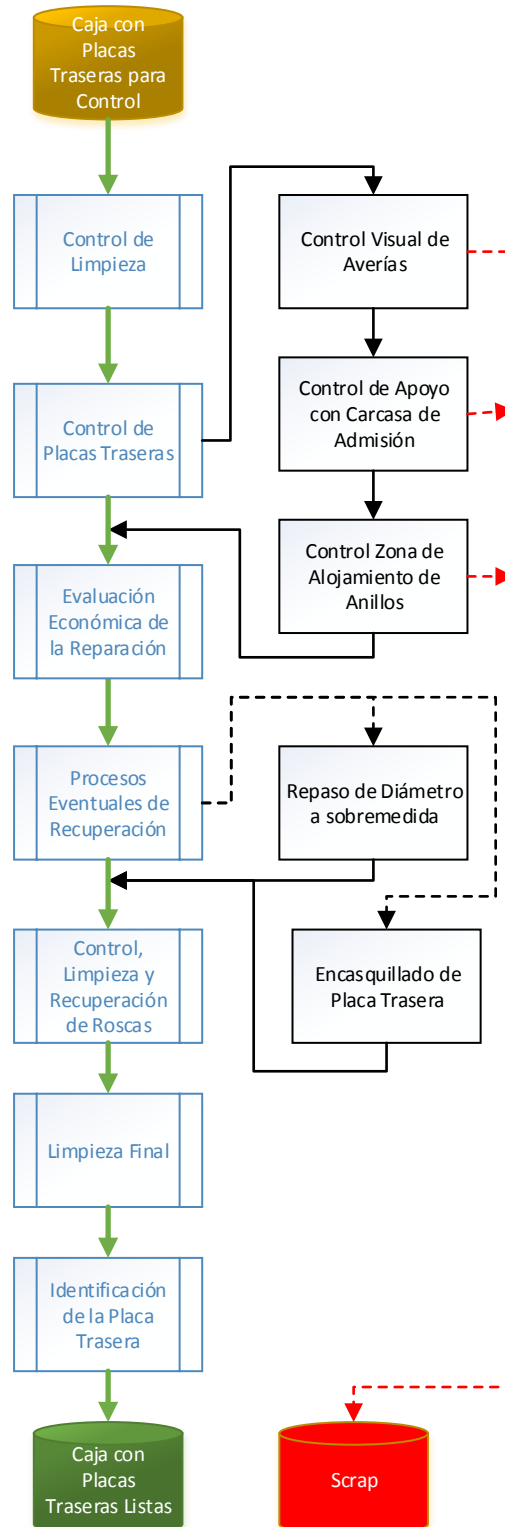 Caja con
Placas
Traseras para
Control
Control de
Limpieza
Control Visual de
Averías
Control de
Placas Traseras
Control de Apoyo
con Carcasa de
Admisión
Control Zona de
Alojamiento de
Anillos
Evaluación
Económica de
la Reparación
Procesos
Eventuales de
Recuperación
Repaso de Diámetro
a sobremedida
Control,
Limpieza y
Recuperación
de Roscas
Encasquillado de
Placa Trasera
Limpieza Final
Identificación
de la Placa
Trasera
Caja con
Placas
Traseras Listas
Scrap